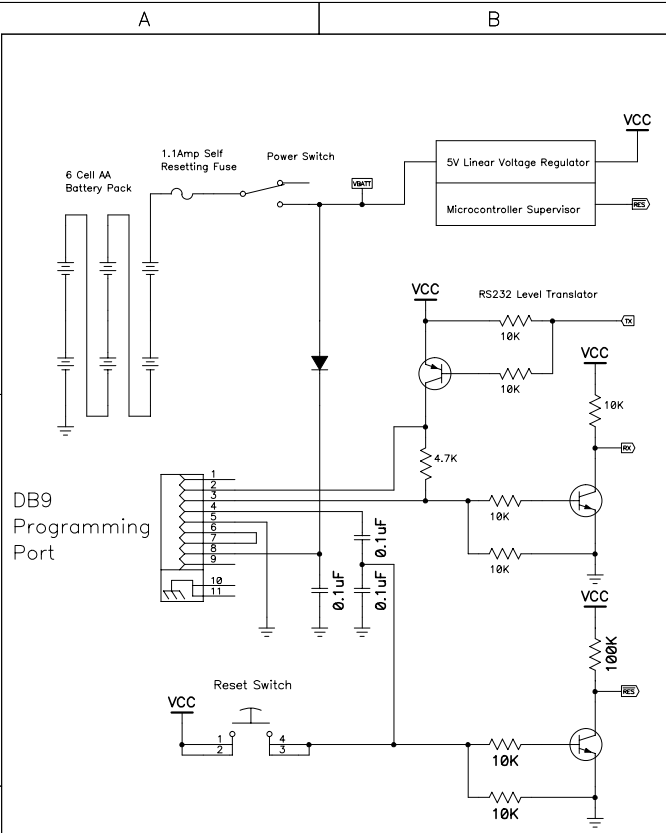 A
B
VCC
1.1Amp Self
Resetting Fuse
Power Switch
6 Cell AA
Battery Pack
VBATT
5V Linear Voltage Regulator
Microcontroller Supervisor
RES
VCC
RS232 Level Translator
TX
10K
VCC
10K
10K
RX
4.7K
DB9
Programming
Port
1
2
3
4
5
6
7
8
9
10
11
10K
10K
0.1uF
0.1uF
0.1uF
VCC
100K
Reset Switch
VCC
RES
1
2
4
3
10K
10K